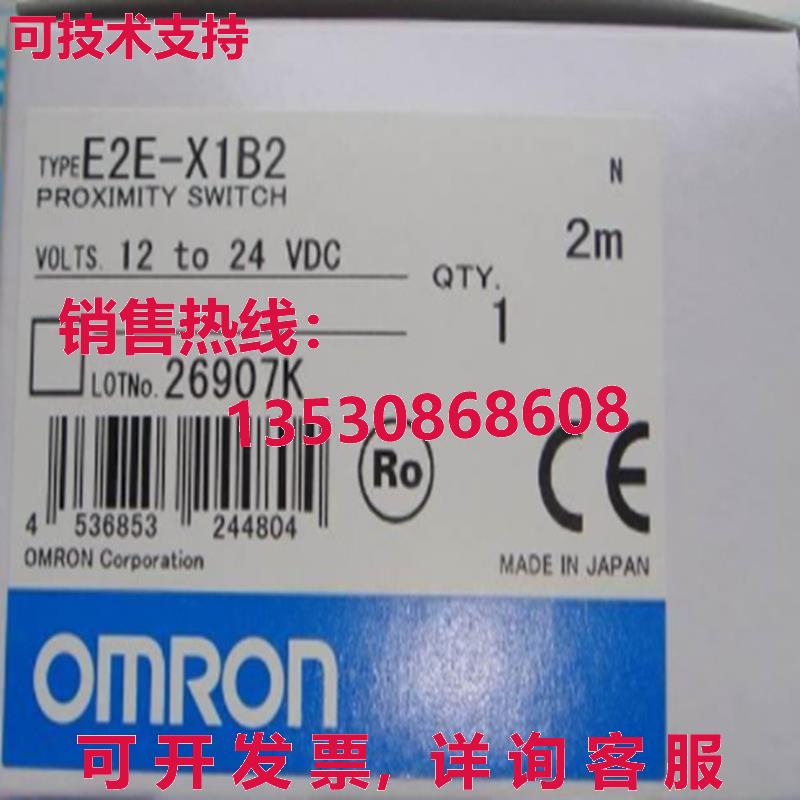 可技术支持
TYPE E2E-X1B2
N
PROXIMITY SWITCH
2m
VOLTS. 12 to 24 VDC
QTY.
1
销售热线:
LOTNo. 26907K
13530868608
Ro
CE
4 536853 244804
OMRON Corporation
MADE IN JAPAN
OMRON
可开发票, 详询客服